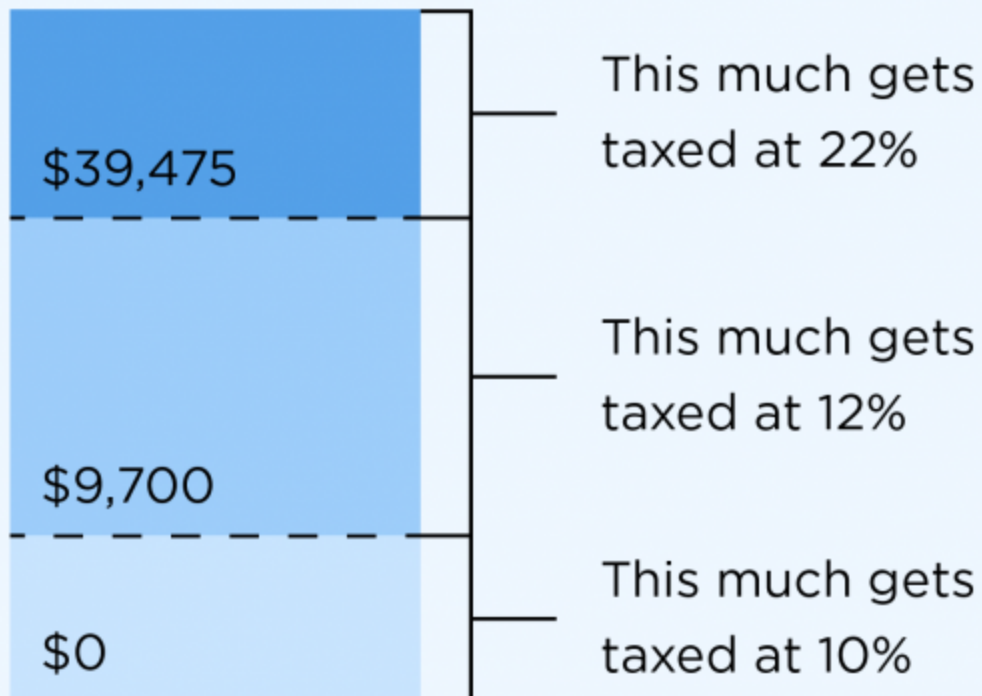 This much gets
taxed at 22%
$39,475
This much gets
taxed at 12%
$9,700
This much gets
taxed at 10%
$0